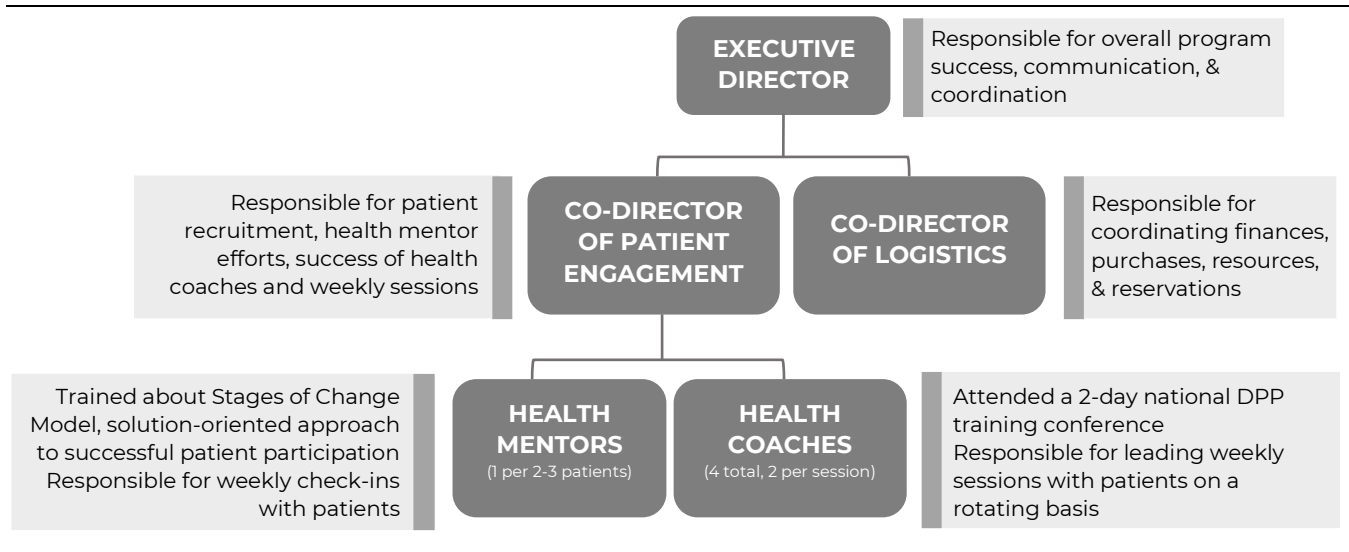 EXECUTIVE
DIRECTOR
Responsible for overall program
success, communication, &
coordination
Responsible for patient
recruitment, health mentor
efforts, success of health
coaches and weekly sessions
CO-DIRECTOR
OF PATIENT
ENGAGEMENT
CO-DIRECTOR
OF LOGISTICS
Responsible for
coordinating finances,
purchases, resources,
& reservations
Trained about Stages of Change
Model, solution-oriented approach
to successful patient participation
Responsible for weekly check-ins
with patients
HEALTH
MENTORS
(1 per 2-3 patients)
HEALTH
COACHES
(4 total, 2 per session)
Attended a 2-day national DPP
training conference
Responsible for leading weekly
sessions with patients on a
rotating basis